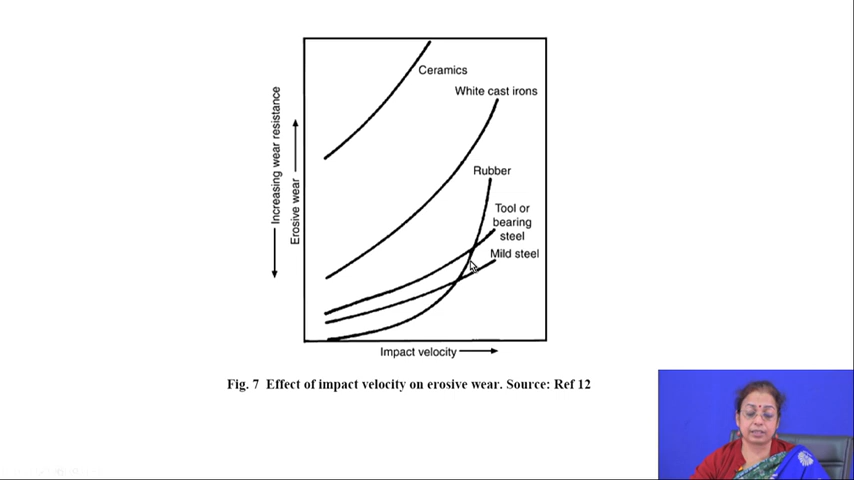 Ceramics
White cast irons
Rubber
Tool or
bearing
steel
Mild steel
Increasing wear resistance
Erosive wear
Impact velocity
Fig. 7 Effect of impact velocity on erosive wear. Source: Ref 12